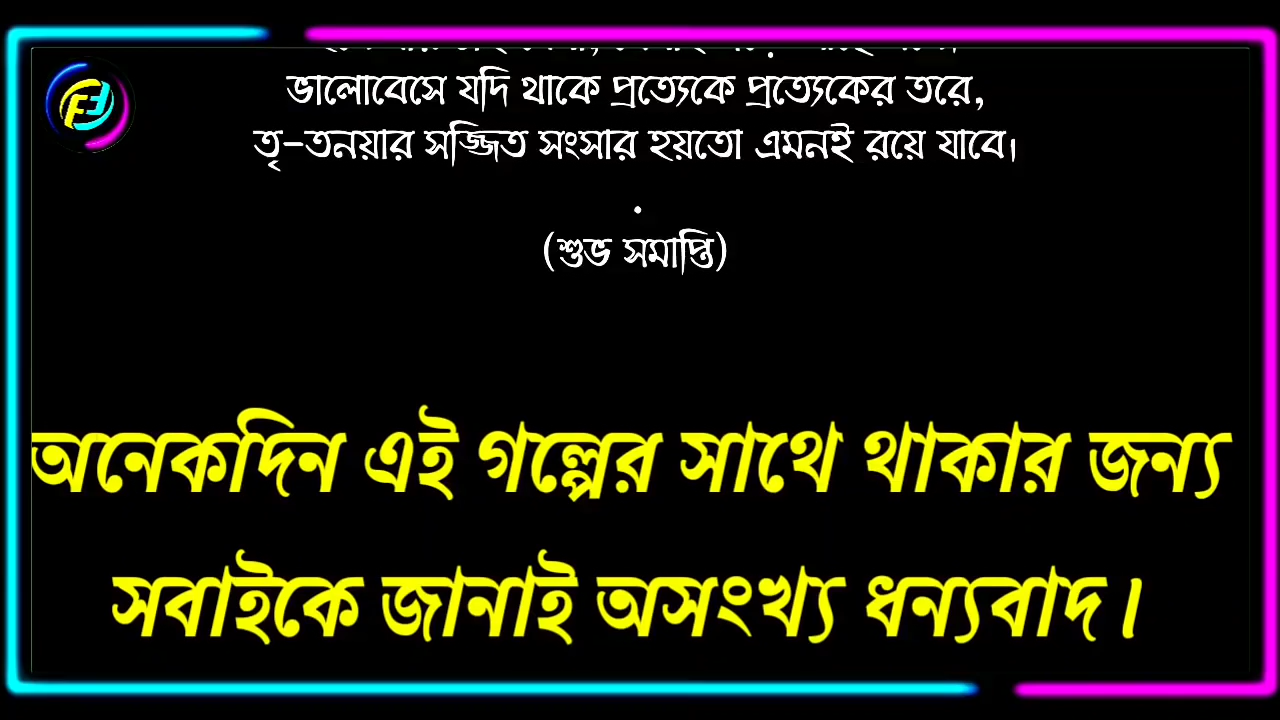 ভালোবেসে যদি থাকে প্রত্যেকে প্রত্যেকের তরে,
তৃ-তনয়ার সজ্জিত সংসার হয়তো এমনই রয়ে যাবে।
.
(শুভ সমাপ্তি)
অনেকদিন এই গল্পের সাথে থাকার জন্য
সবাইকে জানাই অসংখ্য ধন্যবাদ।